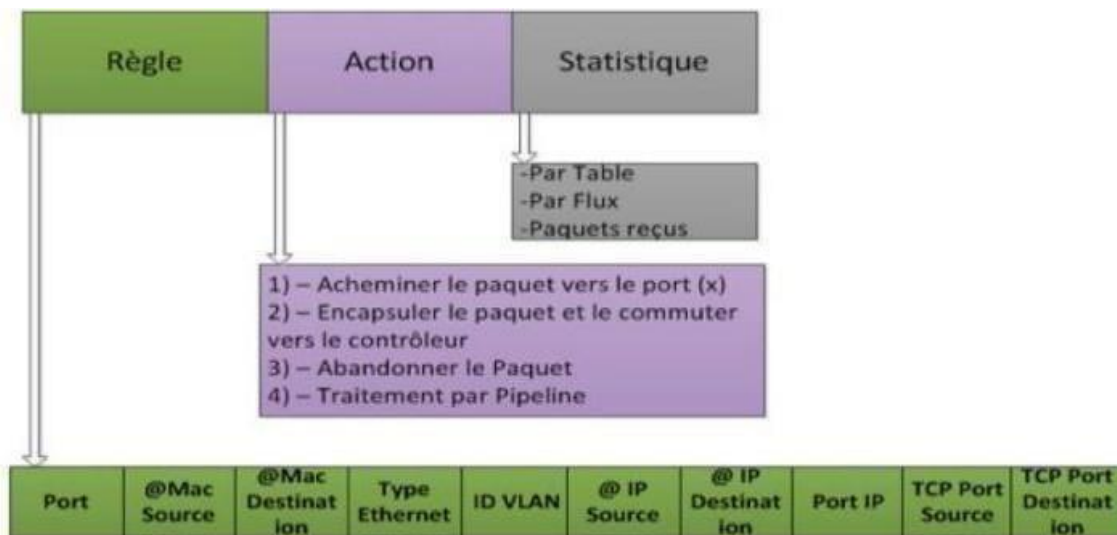 Règle
Action
Statistique
-Par Table
-Par Flux
-Paquets reçus
1) – Acheminer le paquet vers le port (x)
2) – Encapsuler le paquet et le commuter
vers le contrôleur
3) – Abandonner le Paquet
4) – Traitement par Pipeline
Port
@Mac
Source
@Mac
Destinat
ion
Type
Ethernet
ID VLAN
@ IP
Source
@ IP
Destinat
ion
Port IP
TCP Port
Source
TCP Port
Destinat
ion